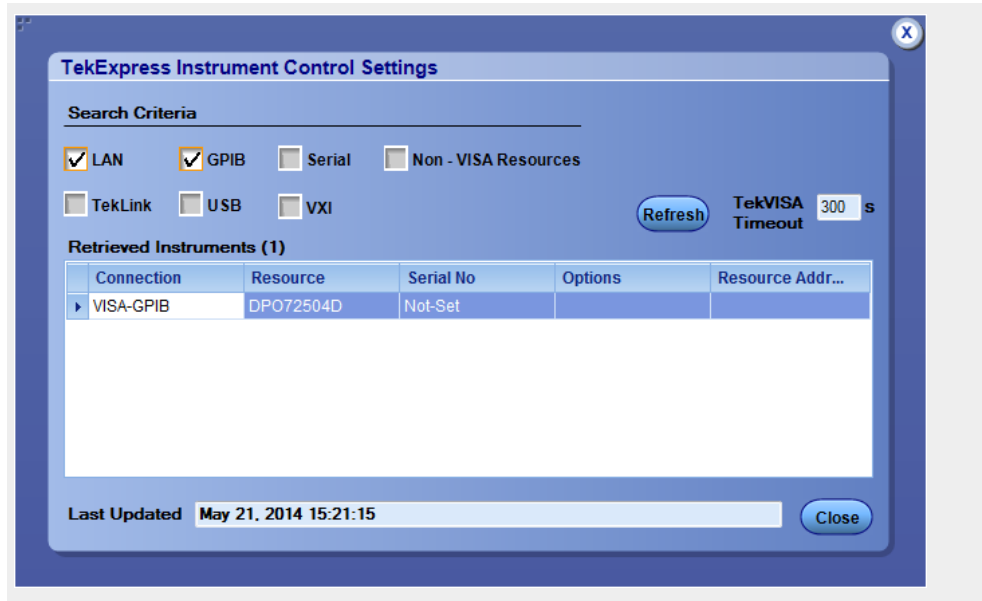 X
TekExpress Instrument Control Settings
Search Criteria
LAN GPIB Serial Non - VISA Resources
TekLink USB VXI
Refresh
TekVISA Timeout 300 s
Retrieved Instruments (1)
Connection Resource Serial No Options Resource Addr...
VISA-GPIB DPO72504D Not-Set
Last Updated May 21, 2014 15:21:15
Close